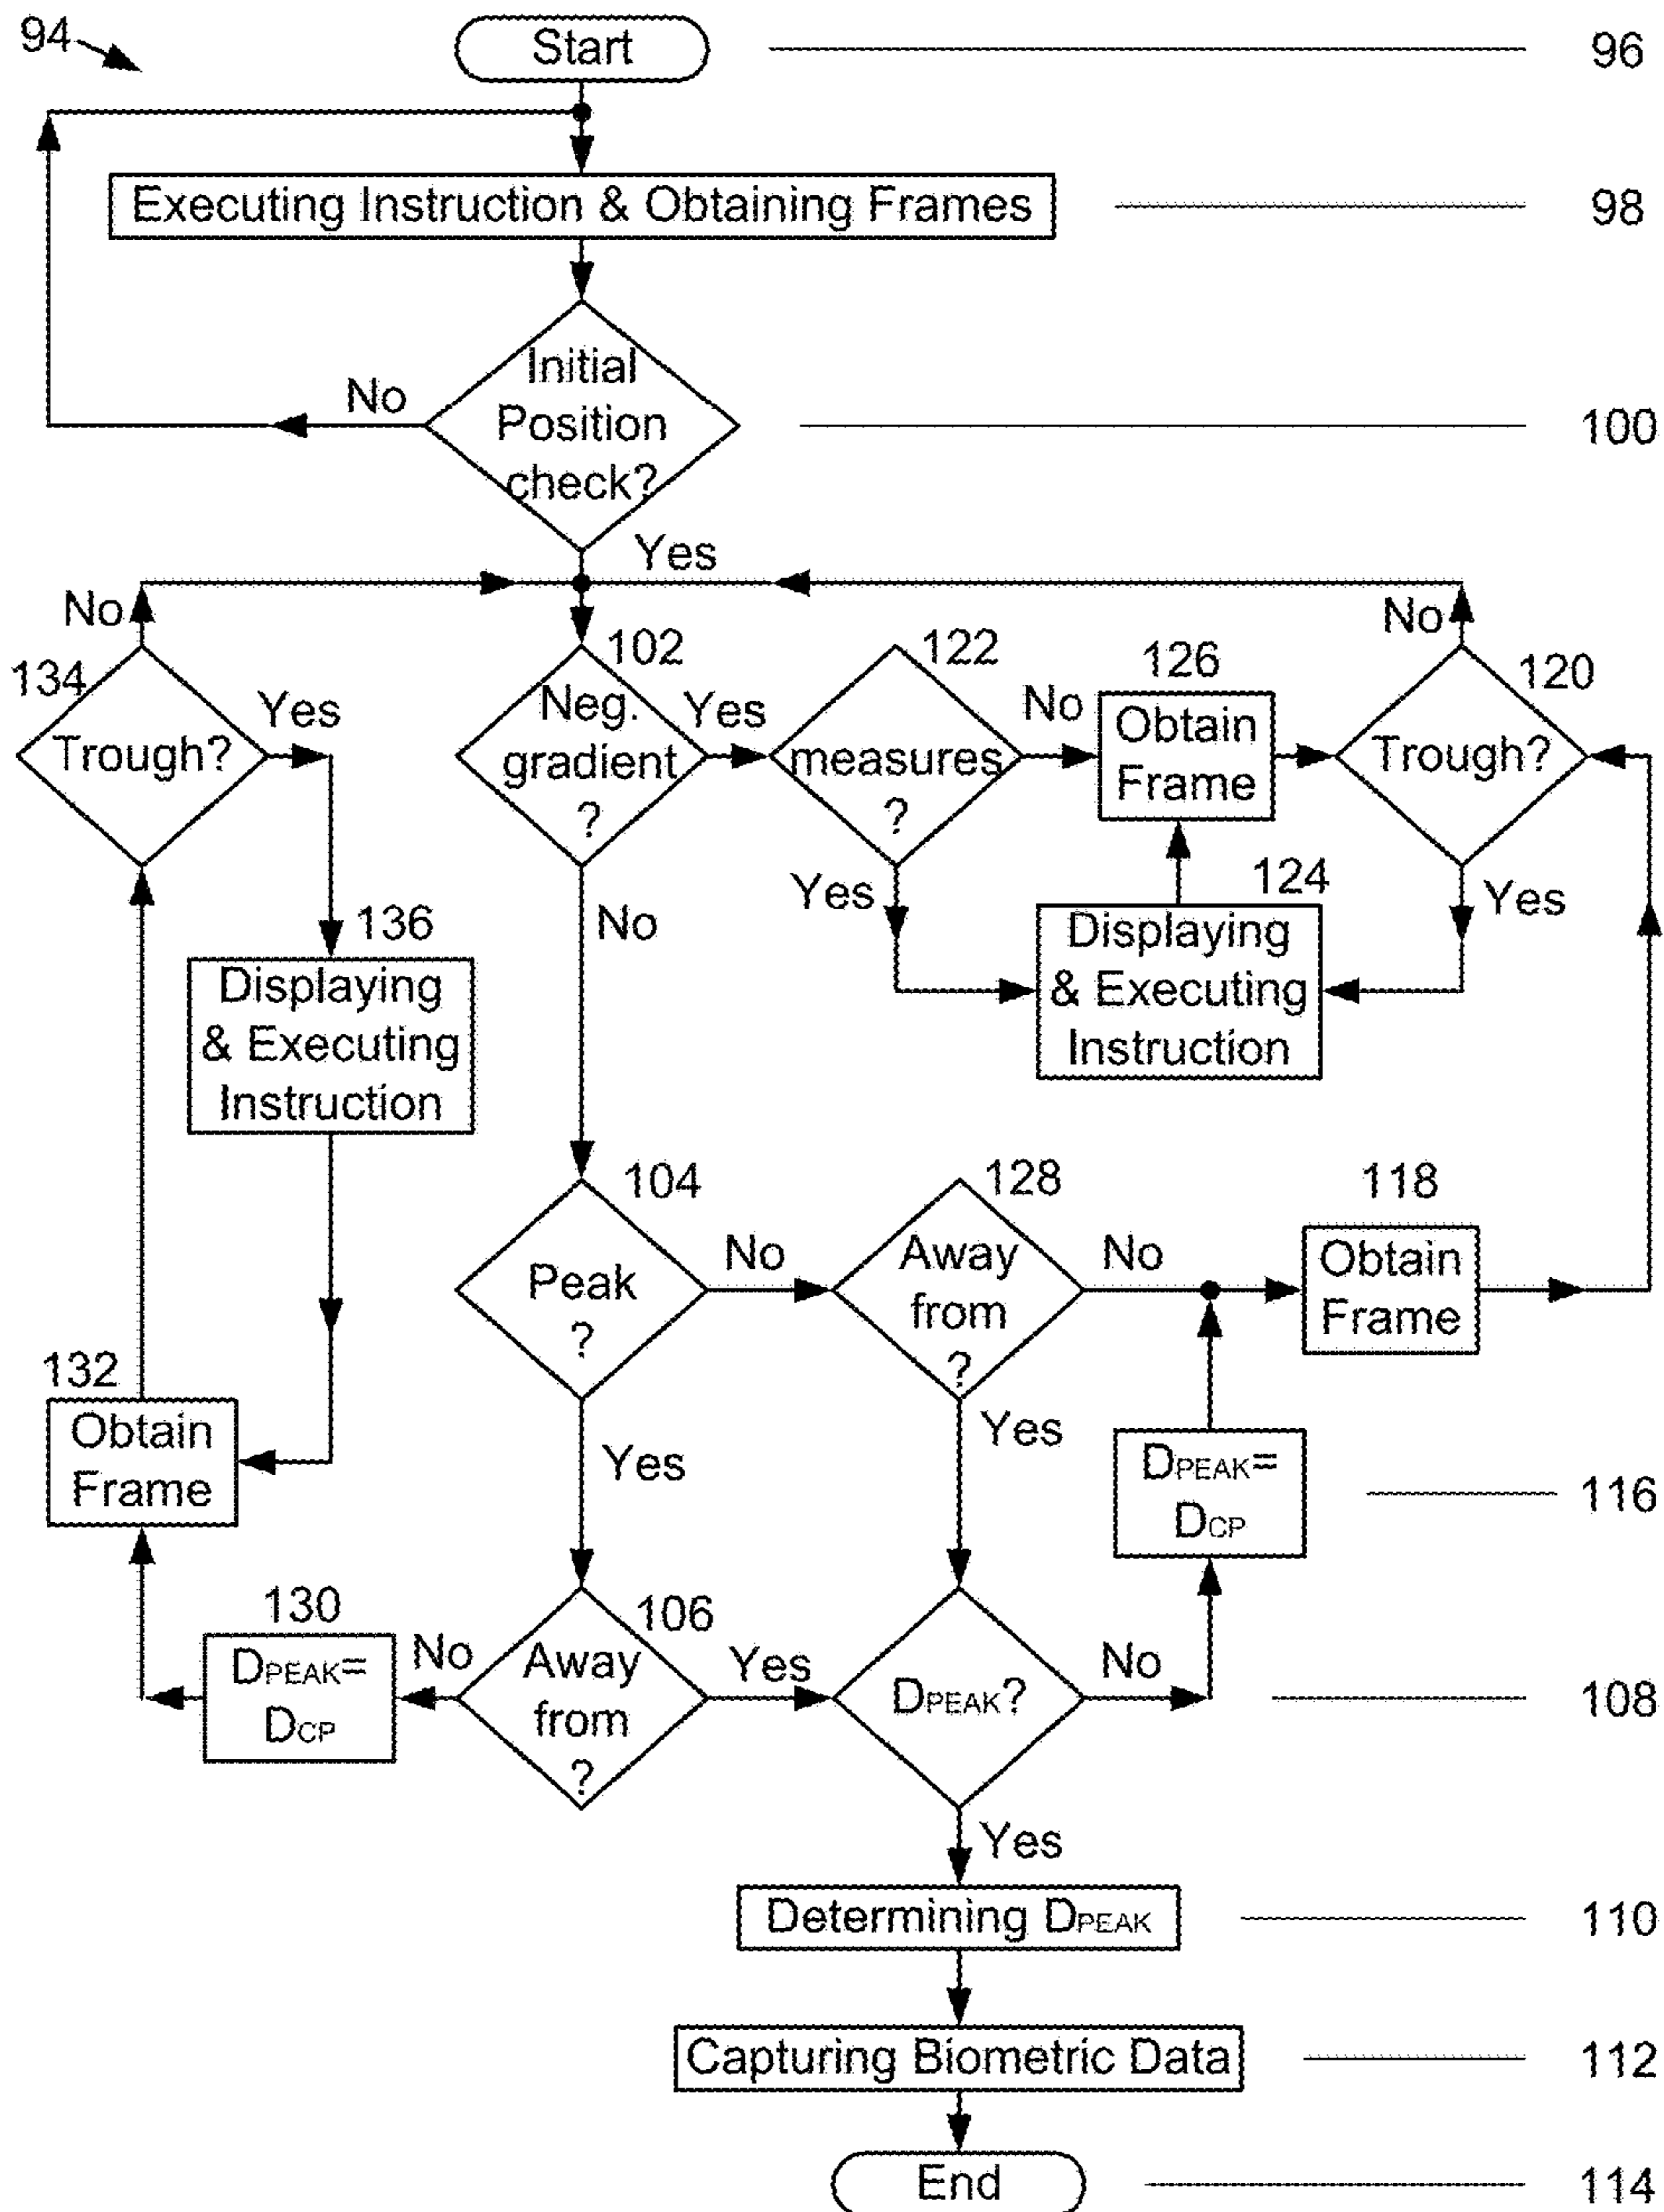 94
Start
96
Executing Instruction & Obtaining Frames
98
Initial
Position
check?
No
100
Yes
No
No
134
Trough?
Yes
102
Neg.
gradient
?
Yes
122
measures
?
No
126
Obtain
Frame
120
Trough?
Yes
124
Displaying
& Executing
Instruction
Yes
No
136
Displaying
& Executing
Instruction
104
Peak
?
No
128
Away
from
?
No
118
Obtain
Frame
132
Obtain
Frame
Yes
Yes
DPEAK=
DCP
116
130
DPEAK=
DCP
No
106
Away
from
?
Yes
DPEAK?
No
108
Yes
Determining DPEAK
110
Capturing Biometric Data
112
End
114